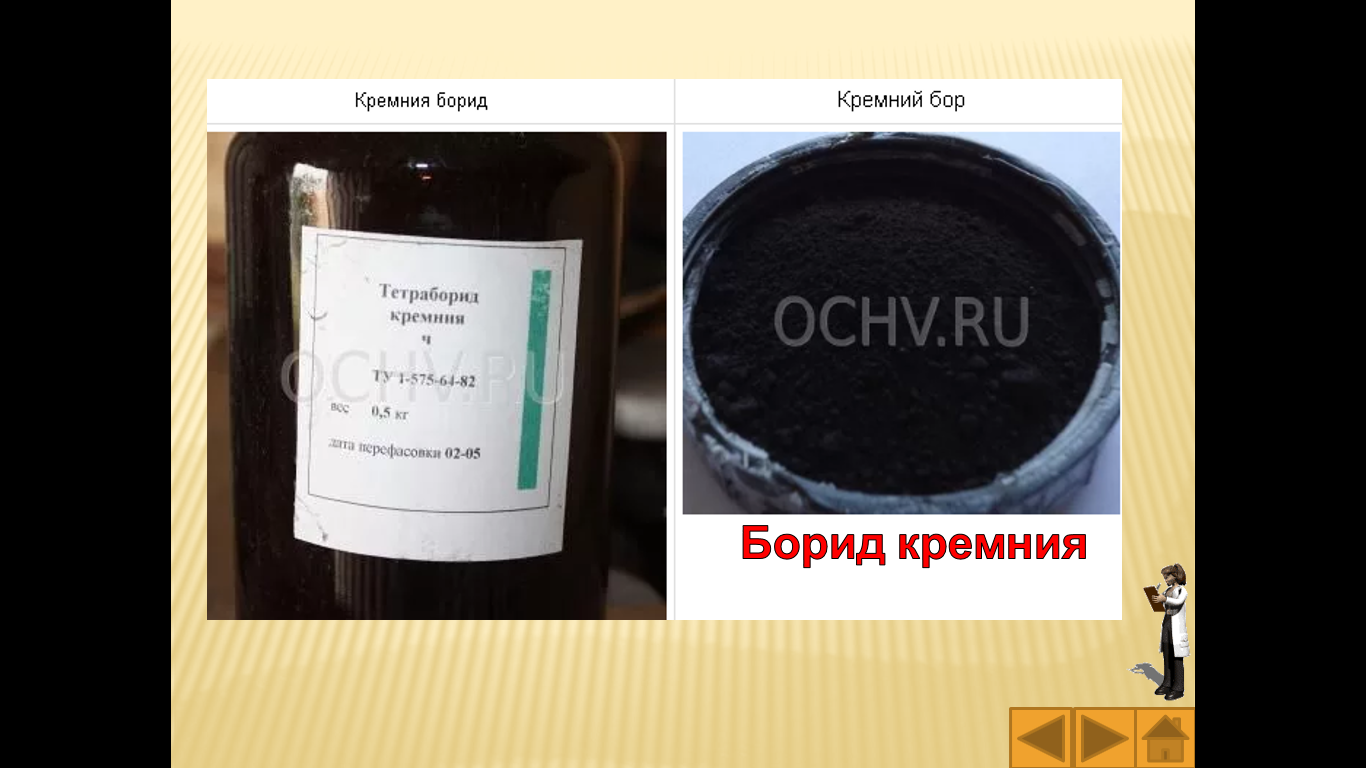 Кремния борид
Кремний бор
Тетраборид
кремния
ч
ТУ 1-575-64-82
вес 0,5 кг
дата перефасовки 02-05
OCHV.RU
OCHV.RU
Борид кремния